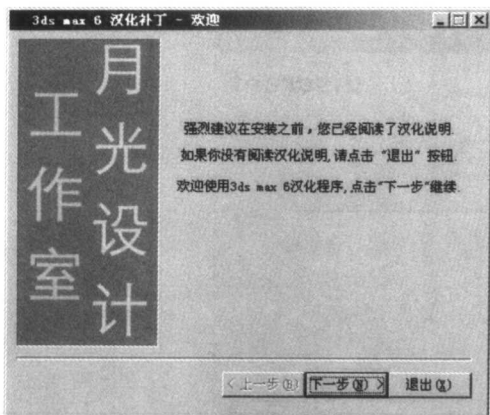 3ds max 6 汉化补丁 - 欢迎
月光设计
工作室
强烈建议在安装之前，您已经阅读了汉化说明.
如果你没有阅读汉化说明,请点击“退出”按钮.
欢迎使用3ds max 6汉化程序,点击“下一步”继续.
< 上一步(B) 下一步(N) > 退出(X)